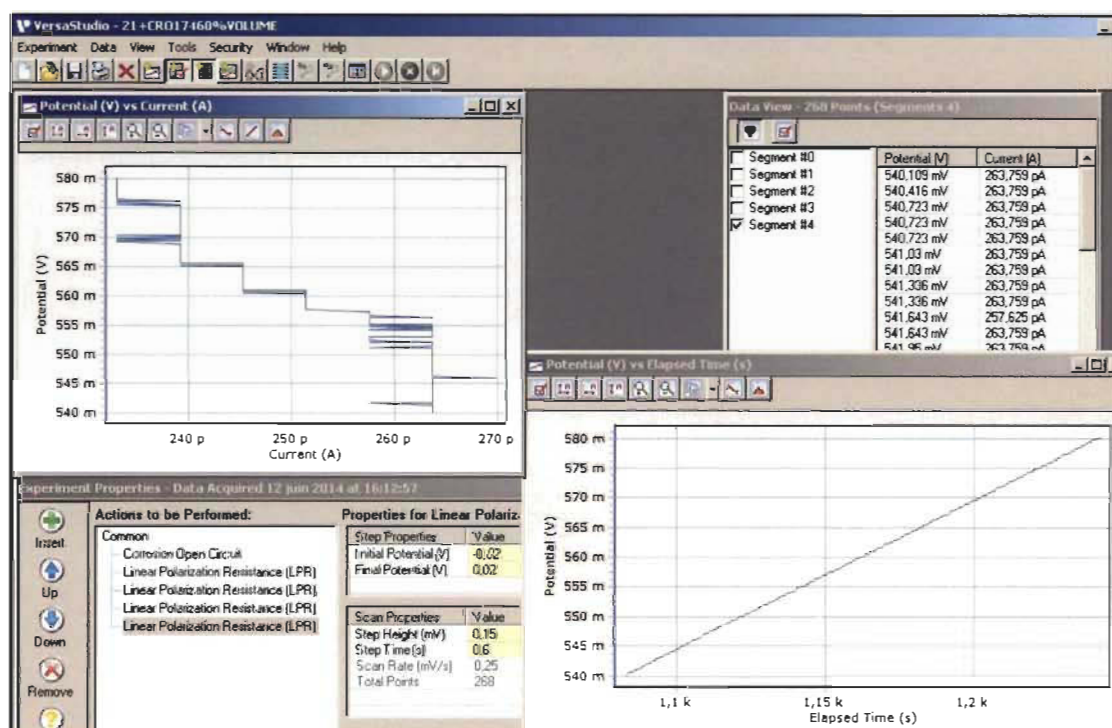 VersaStudio - 21+CRO17460%VOLUME
Experiment Data View Tools Security Window Help
Potential (V) vs Current (A)
580 m
575 m
570 m
565 m
560 m
555 m
550 m
545 m
540 m
Potential (V)
240 p 250 p 260 p 270 p
Current (A)
Data View - 268 Points (Segments 4)
Segment #0
Segment #1
Segment #2
Segment #3
Segment #4
Potential (V) Current (A)
540,109 mV 263,759 pA
540,416 mV 263,759 pA
540,723 mV 263,759 pA
540,723 mV 263,759 pA
540,723 mV 263,759 pA
541,03 mV 263,759 pA
541,03 mV 263,759 pA
541,336 mV 263,759 pA
541,336 mV 263,759 pA
541,643 mV 257,625 pA
541,643 mV 263,759 pA
541,95 mV 263,759 pA
Potential (V) vs Elapsed Time (s)
580 m
575 m
570 m
565 m
560 m
555 m
550 m
545 m
540 m
Potential (V)
1,1 k 1,15 k 1,2 k
Elapsed Time (s)
Experiment Properties - Data Acquired 12 juin 2014 at 16:12:57
Insert
Up
Down
Remove
Actions to be Performed:
Common
Corrosion Open Circuit
Linear Polarization Resistance (LPR)
Linear Polarization Resistance (LPR)
Linear Polarization Resistance (LPR)
Linear Polarization Resistance (LPR)
Properties for Linear Polariz
Step Properties Value
Initial Potential (V) -0,02
Final Potential (V) 0,02
Scan Properties Value
Step Height (mV) 0,15
Step Time (s) 0,6
Scan Rate (mV/s) 0,25
Total Points 268